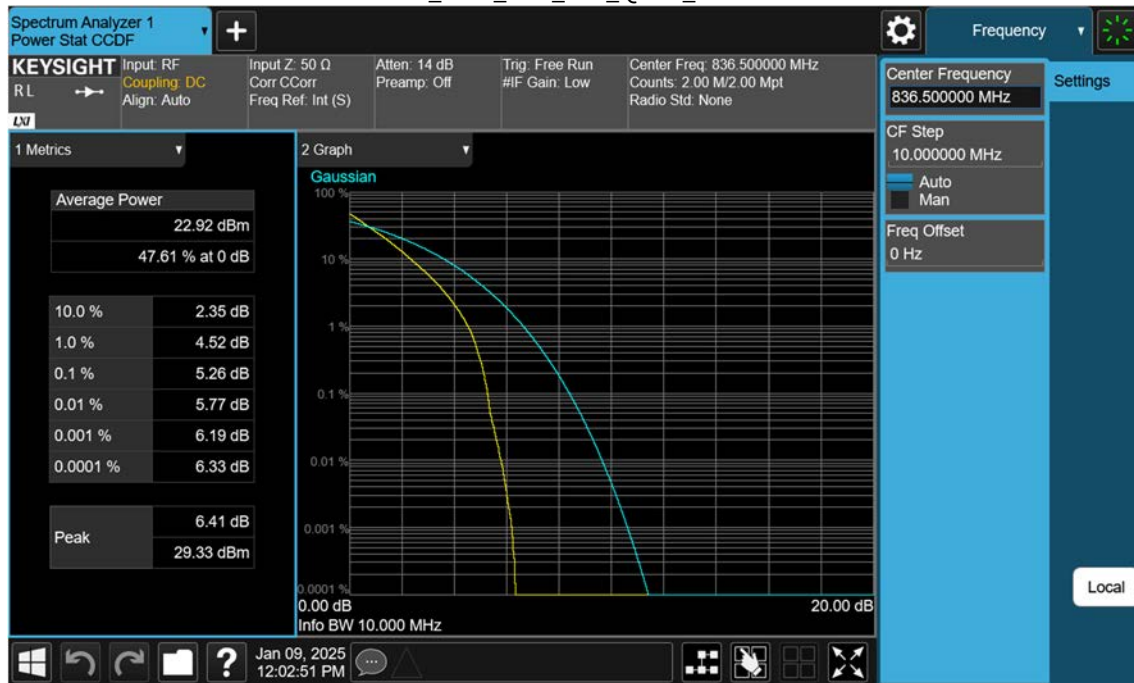 Spectrum Analyzer 1
Power Stat CCDF
Frequency
KEYSIGHT
RL
LXI
Input: RF
Coupling: DC
Align: Auto
Input Z: 50 Ω
Corr CCorr
Freq Ref: Int (S)
Atten: 14 dB
Preamp: Off
Trig: Free Run
#IF Gain: Low
Center Freq: 836.500000 MHz
Counts: 2.00 M/2.00 Mpt
Radio Std: None
Center Frequency
836.500000 MHz
Settings
CF Step
10.000000 MHz
Auto
Man
Freq Offset
0 Hz
Local
1 Metrics
Average Power
22.92 dBm
47.61 % at 0 dB
10.0 % 2.35 dB
1.0 % 4.52 dB
0.1 % 5.26 dB
0.01 % 5.77 dB
0.001 % 6.19 dB
0.0001 % 6.33 dB
Peak
6.41 dB
29.33 dBm
2 Graph
Gaussian
100 %
10 %
1 %
0.1 %
0.01 %
0.001 %
0.0001 %
0.00 dB 20.00 dB
Info BW 10.000 MHz
?
Jan 09, 2025
12:02:51 PM